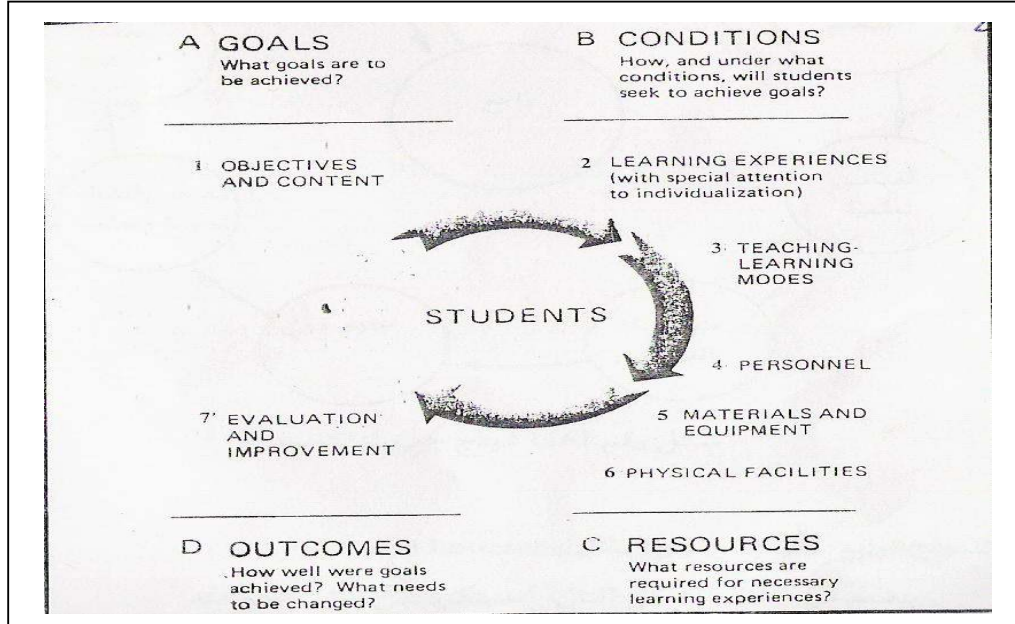 A GOALS
What goals are to
be achieved?
B CONDITIONS
How, and under what
conditions, will students
seek to achieve goals?
1 OBJECTIVES
AND CONTENT
2 LEARNING EXPERIENCES
(with special attention
to individualization)
3 TEACHING-
LEARNING
MODES
STUDENTS
4 PERSONNEL
5 MATERIALS AND
EQUIPMENT
6 PHYSICAL FACILITIES
7 EVALUATION
AND
IMPROVEMENT
D OUTCOMES
How well were goals
achieved? What needs
to be changed?
C RESOURCES
What resources are
required for necessary
learning experiences?